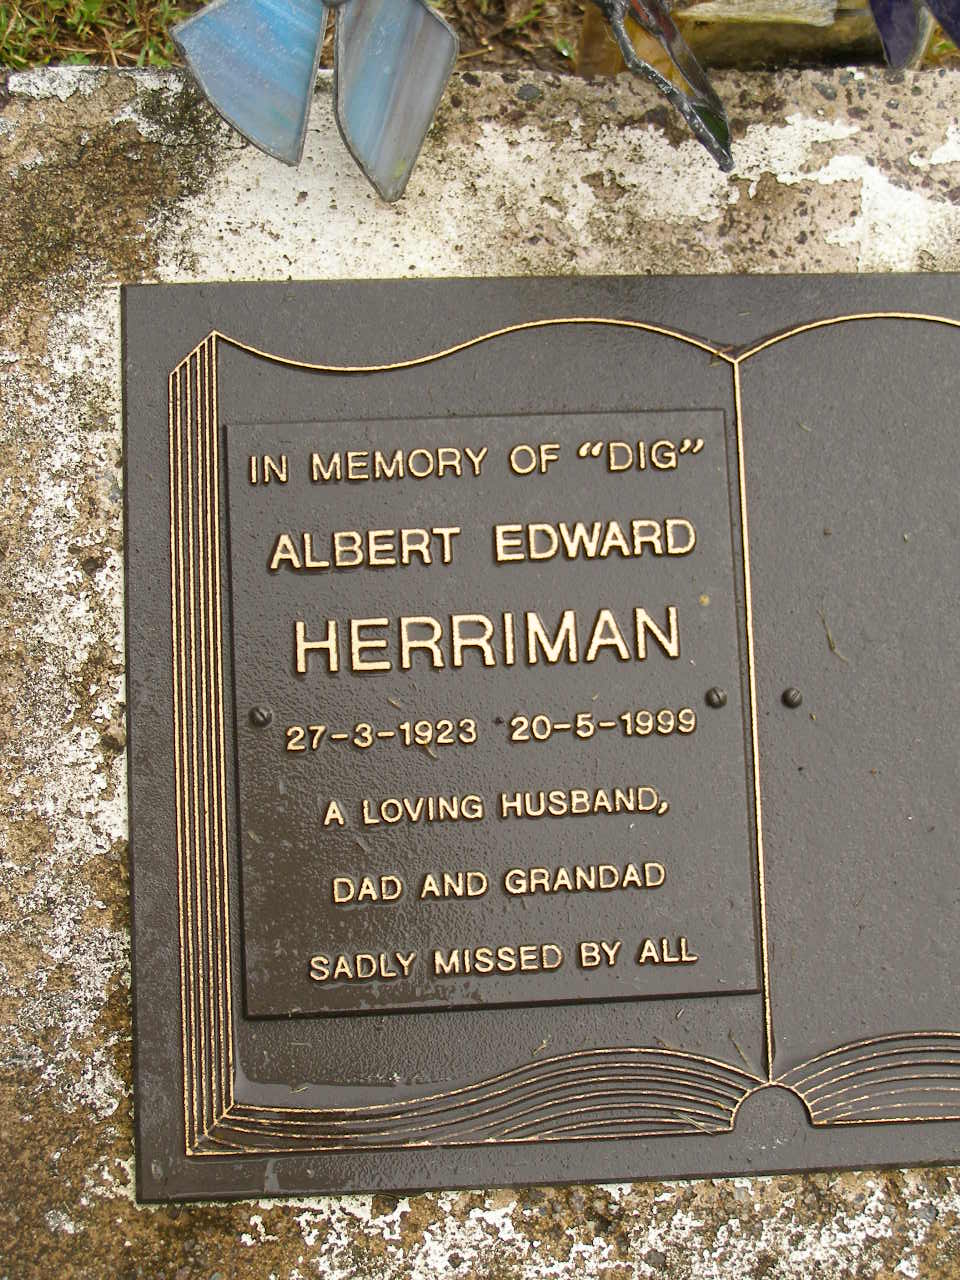 IN MEMORY OF “DIG”
ALBERT EDWARD
HERRIMAN
27-3-1923 20-5-1999
A LOVING HUSBAND,
DAD AND GRANDAD
SADLY MISSED BY ALL